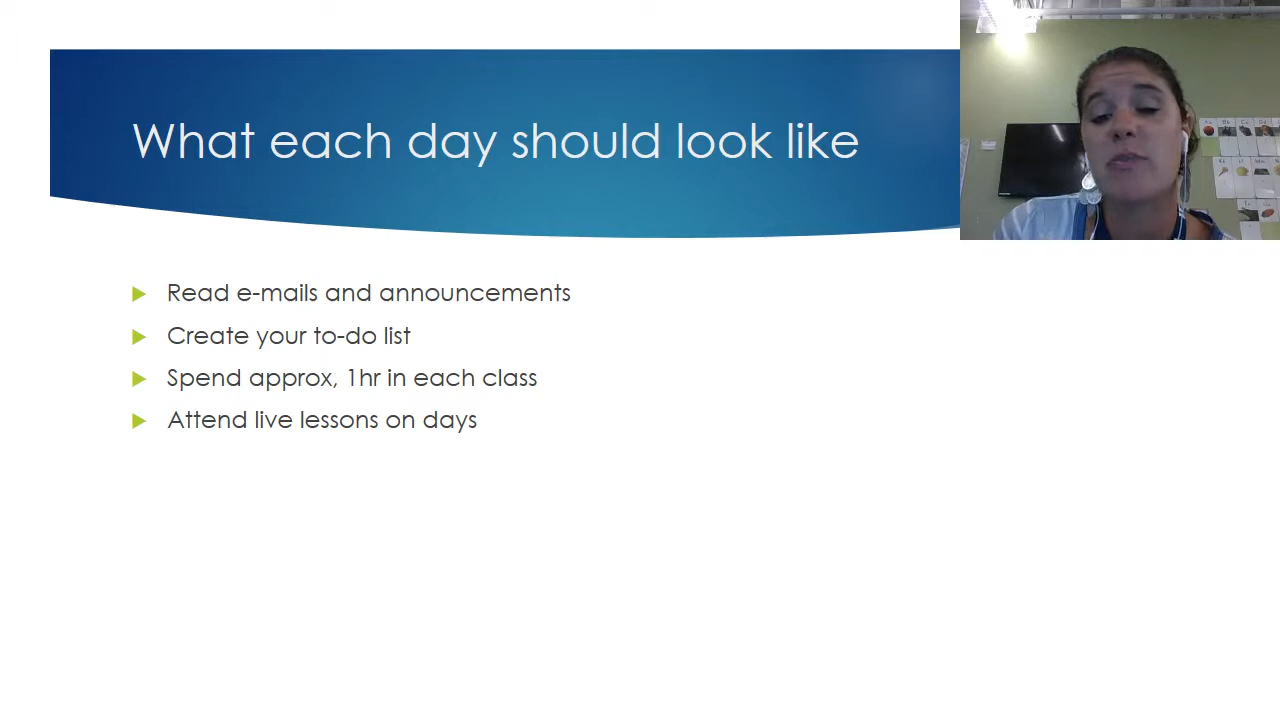 What each day should look like
Read e-mails and announcements
Create your to-do list
Spend approx, 1hr in each class
Attend live lessons on days